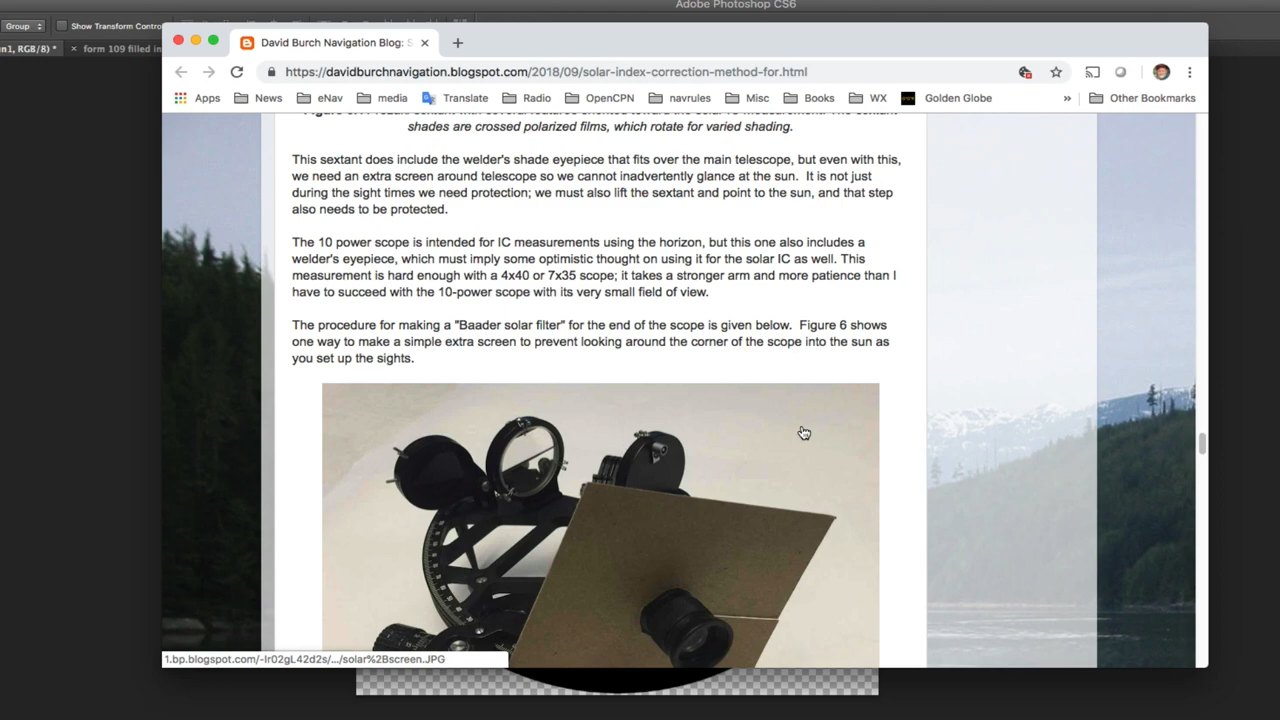 Adobe Photoshop CS6
Group
Show Transform Contro
n1, RGB/8) *
× form 109 filled in
David Burch Navigation Blog: S
https://davidburchnavigation.blogspot.com/2018/09/solar-index-correction-method-for.html
Apps News eNav media Translate Radio OpenCPN navrules Misc Books WX Golden Globe » Other Bookmarks
shades are crossed polarized films, which rotate for varied shading.
This sextant does include the welder's shade eyepiece that fits over the main telescope, but even with this,
we need an extra screen around telescope so we cannot inadvertently glance at the sun. It is not just
during the sight times we need protection; we must also lift the sextant and point to the sun, and that step
also needs to be protected.
The 10 power scope is intended for IC measurements using the horizon, but this one also includes a
welder's eyepiece, which must imply some optimistic thought on using it for the solar IC as well. This
measurement is hard enough with a 4x40 or 7x35 scope; it takes a stronger arm and more patience than I
have to succeed with the 10-power scope with its very small field of view.
The procedure for making a "Baader solar filter" for the end of the scope is given below. Figure 6 shows
one way to make a simple extra screen to prevent looking around the corner of the scope into the sun as
you set up the sights.
1.bp.blogspot.com/-Ir02gL42d2s/.../solar%2Bscreen.JPG